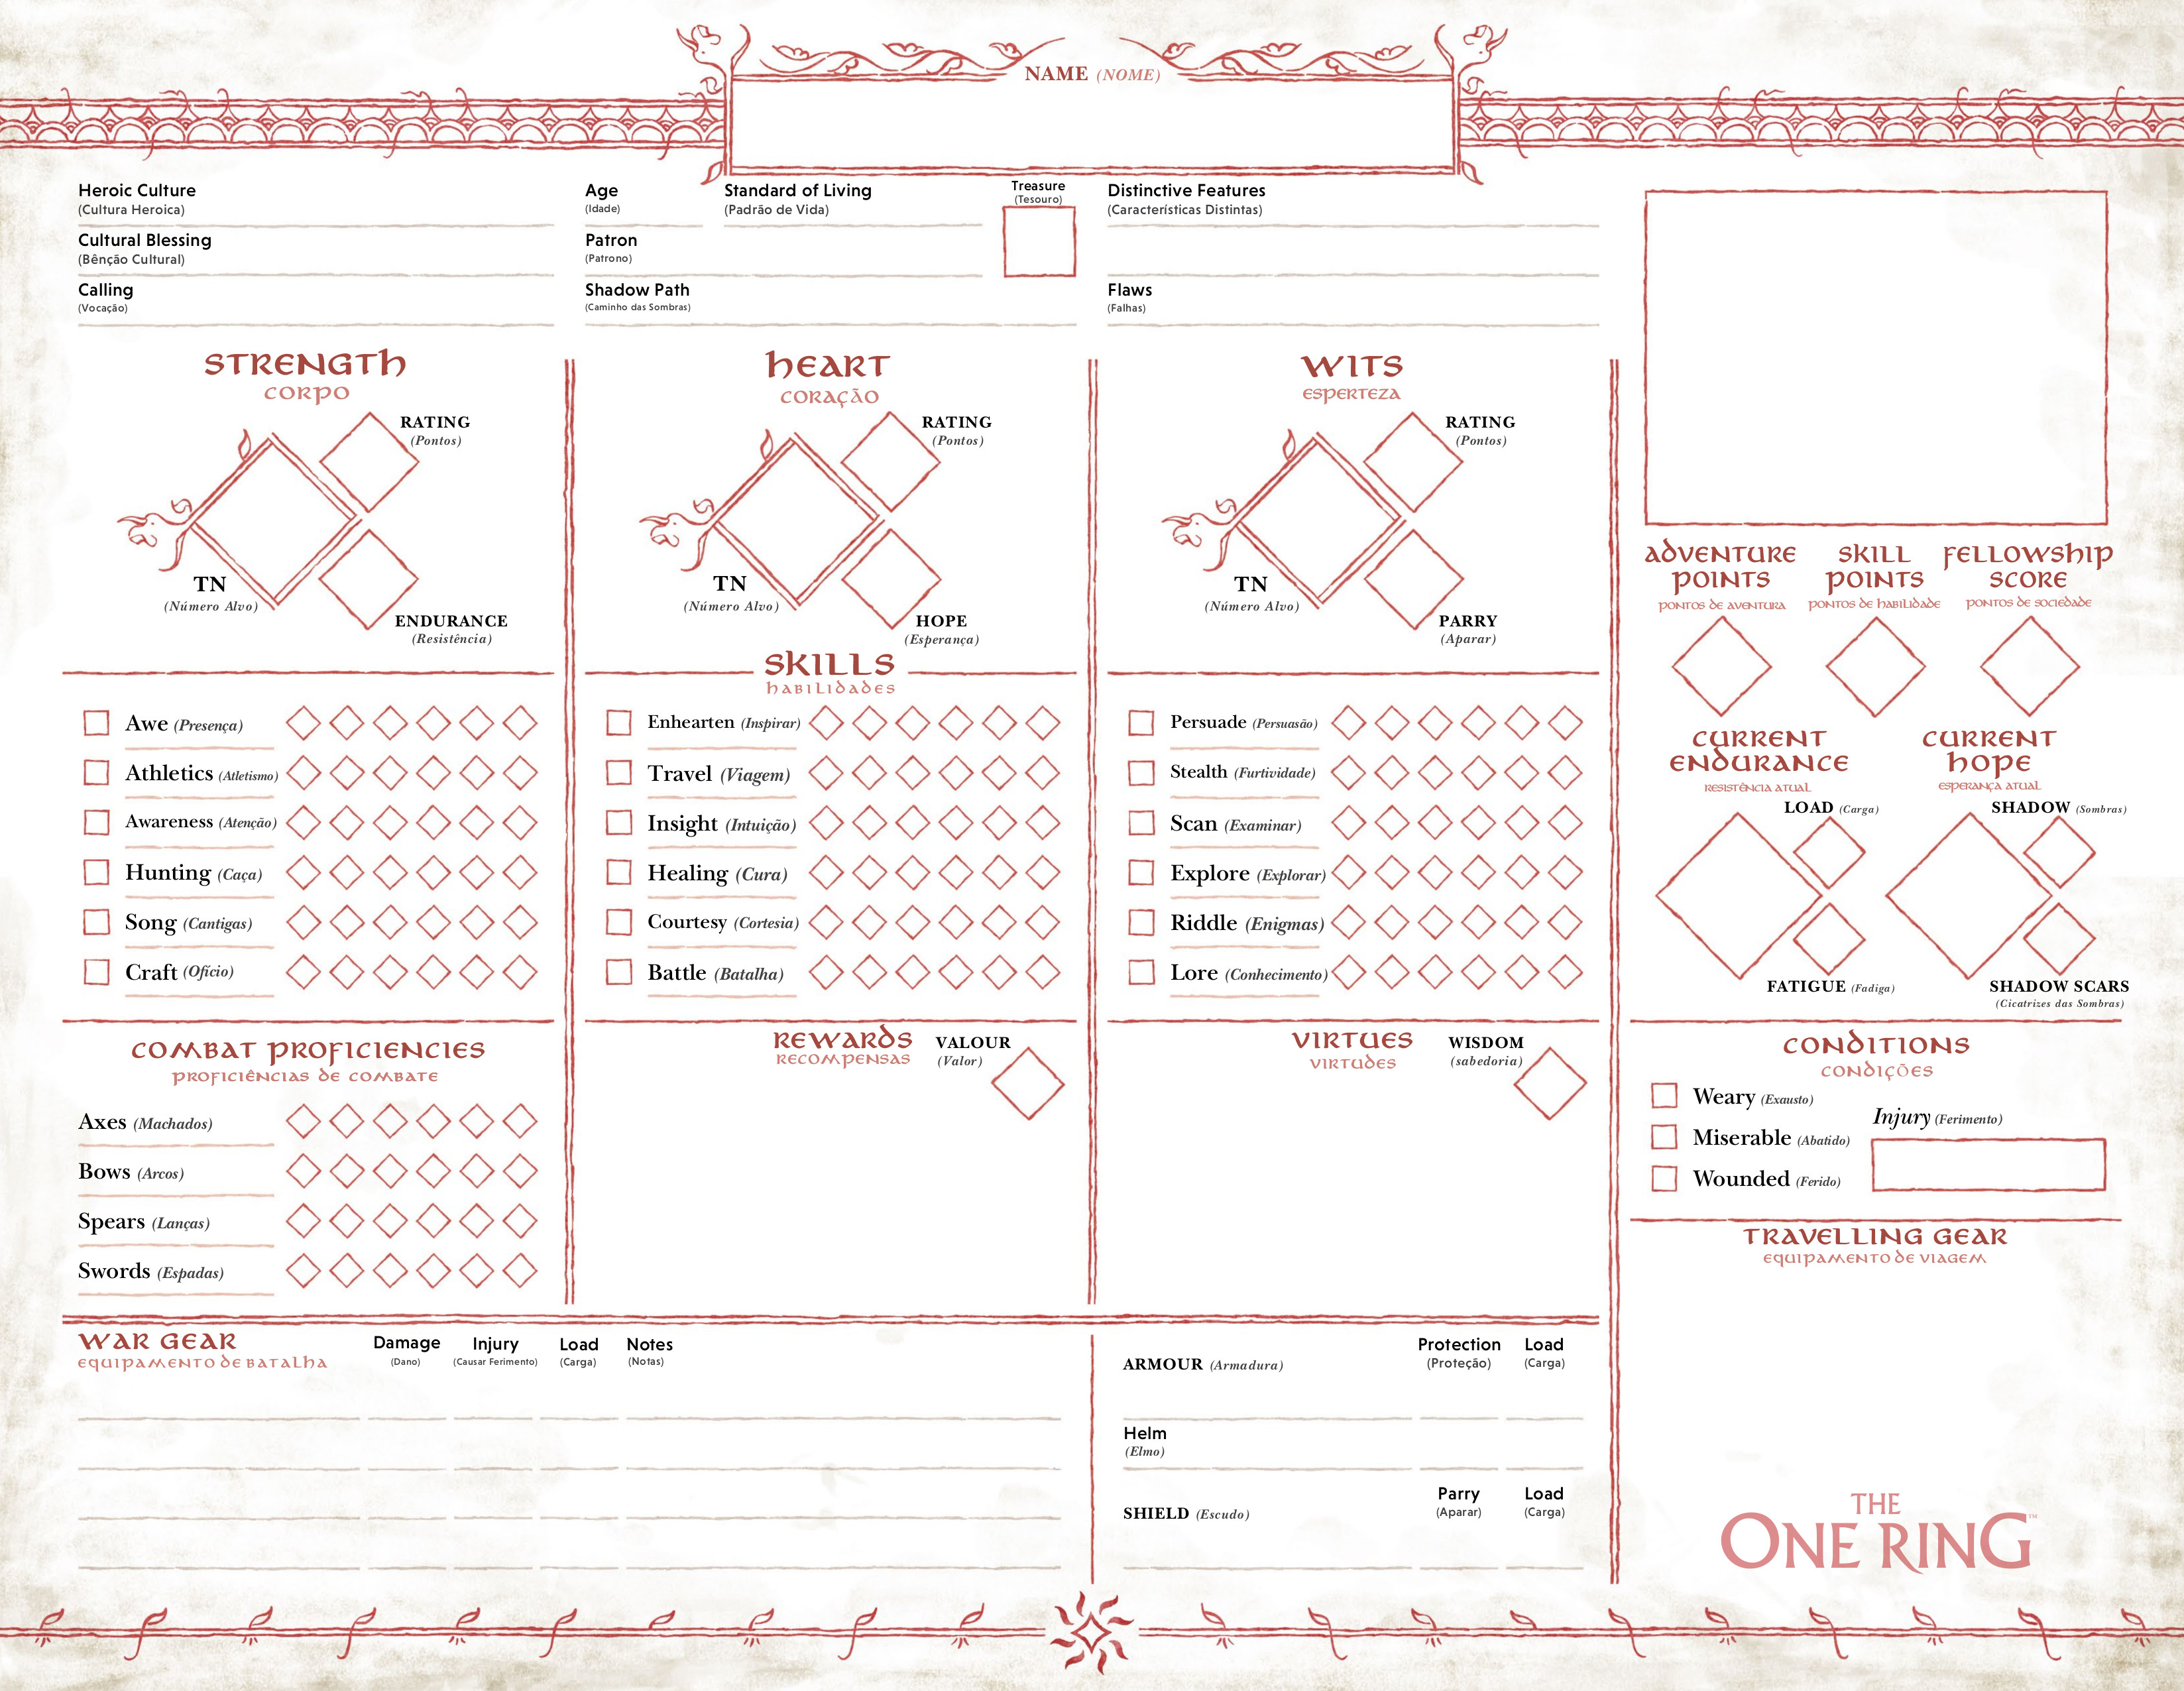 NAME (NOME)
Heroic Culture
(Cultura Heroica)
Age
(Idade)
Standard of Living
(Padrão de Vida)
Treasure
(Tesouro)
Distinctive Features
(Características Distintas)
Cultural Blessing
(Bênção Cultural)
Patron
(Patrono)
Calling
(Vocação)
Shadow Path
(Caminho das Sombras)
Flaws
(Falhas)
STRENGTH
CORPO
RATING
(Pontos)
TN
(Número Alvo)
ENDURANCE
(Resistência)
HEART
CORAÇÃO
RATING
(Pontos)
TN
(Número Alvo)
HOPE
(Esperança)
WITS
ESPERTEZA
RATING
(Pontos)
TN
(Número Alvo)
PARRY
(Aparar)
SKILLS
HABILIDADES
Awe (Presença)
Athletics (Atletismo)
Awareness (Atenção)
Hunting (Caça)
Song (Cantigas)
Craft (Ofício)
Enhearten (Inspirar)
Travel (Viagem)
Insight (Intuição)
Healing (Cura)
Courtesy (Cortesia)
Battle (Batalha)
Persuade (Persuasão)
Stealth (Furtividade)
Scan (Examinar)
Explore (Explorar)
Riddle (Enigmas)
Lore (Conhecimento)
COMBAT PROFICIENCIES
PROFICIÊNCIAS DE COMBATE
Axes (Machados)
Bows (Arcos)
Spears (Lanças)
Swords (Espadas)
REWARDS
RECOMPENSAS
VALOUR
(Valor)
VIRTUES
VIRTUDES
WISDOM
(sabedoria)
WAR GEAR
EQUIPAMENTO DE BATALHA
Damage
(Dano)
Injury
(Causar Ferimento)
Load
(Carga)
Notes
(Notas)
ARMOUR (Armadura)
Protection
(Proteção)
Load
(Carga)
Helm
(Elmo)
SHIELD (Escudo)
Parry
(Aparar)
Load
(Carga)
ADVENTURE
POINTS
PONTOS DE AVENTURA
SKILL
POINTS
PONTOS DE HABILIDADE
FELLOWSHIP
SCORE
PONTOS DE SOCIEDADE
CURRENT
ENDURANCE
RESISTÊNCIA ATUAL
LOAD (Carga)
FATIGUE (Fadiga)
CURRENT
HOPE
ESPERANÇA ATUAL
SHADOW (Sombras)
SHADOW SCARS
(Cicatrizes das Sombras)
CONDITIONS
CONDIÇÕES
Weary (Exausto)
Miserable (Abatido)
Wounded (Ferido)
Injury (Ferimento)
TRAVELLING GEAR
EQUIPAMENTO DE VIAGEM
THE
ONE RING™